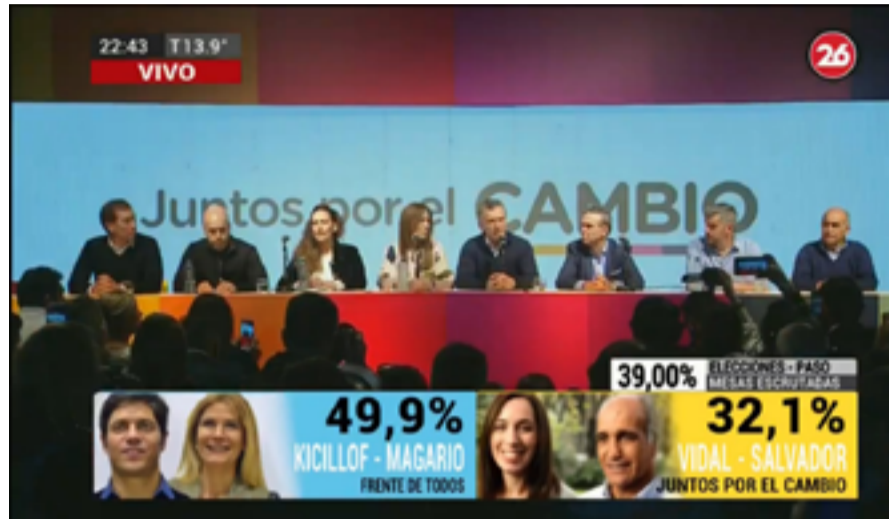 22:43 T13.9°
VIVO
26
Juntos por el CAMBIO
39,00% ELECCIONES - PASO
MESAS ESCRUTADAS
49,9%
KICILLOF - MAGARIO
FRENTE DE TODOS
32,1%
VIDAL - SALVADOR
JUNTOS POR EL CAMBIO